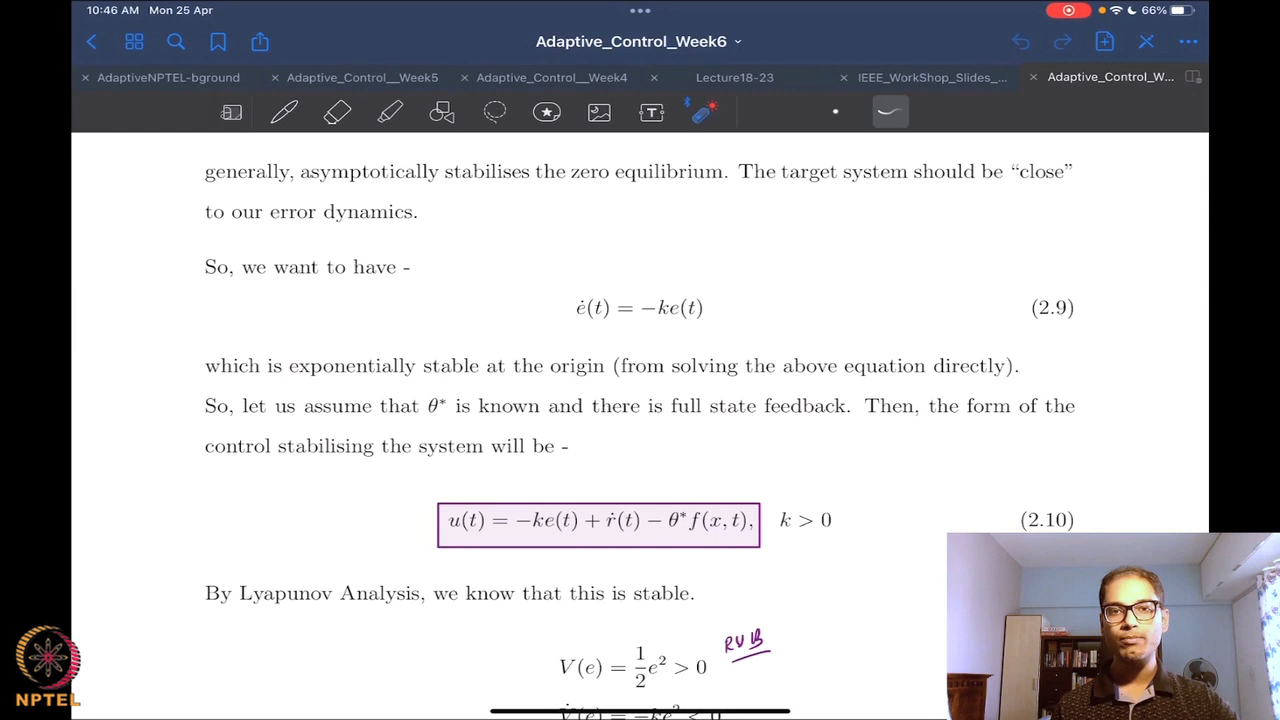 10:46 AM Mon 25 Apr
66%
Adaptive_Control_Week6
AdaptiveNPTEL-bground
Adaptive_Control__Week5
Adaptive_Control__Week4
Lecture18-23
IEEE_WorkShop_Slides_...
Adaptive_Control_W...
generally, asymptotically stabilises the zero equilibrium. The target system should be “close”
to our error dynamics.
So, we want to have -
ė(t) = −ke(t) (2.9)
which is exponentially stable at the origin (from solving the above equation directly).
So, let us assume that θ* is known and there is full state feedback. Then, the form of the
control stabilising the system will be -
u(t) = −ke(t) + ṙ(t) − θ*f(x, t), k > 0 (2.10)
By Lyapunov Analysis, we know that this is stable.
V(e) = 1/2 e² > 0
NPTEL